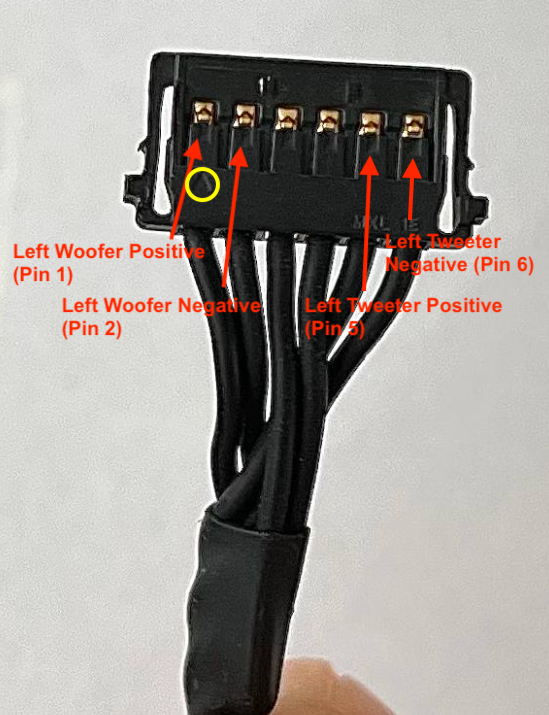 Left Woofer Positive
(Pin 1)
Left Tweeter
Negative (Pin 6)
Left Woofer Negative
(Pin 2)
Left Tweeter Positive
(Pin 5)